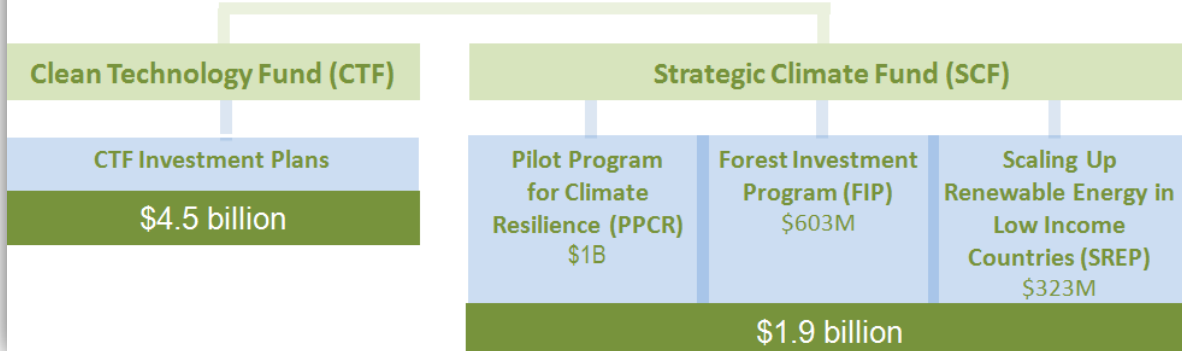 Clean Technology Fund (CTF)
Strategic Climate Fund (SCF)
CTF Investment Plans
$4.5 billion
Pilot Program
for Climate
Resilience (PPCR)
$1B
Forest Investment
Program (FIP)
$603M
Scaling Up
Renewable Energy in
Low Income
Countries (SREP)
$323M
$1.9 billion